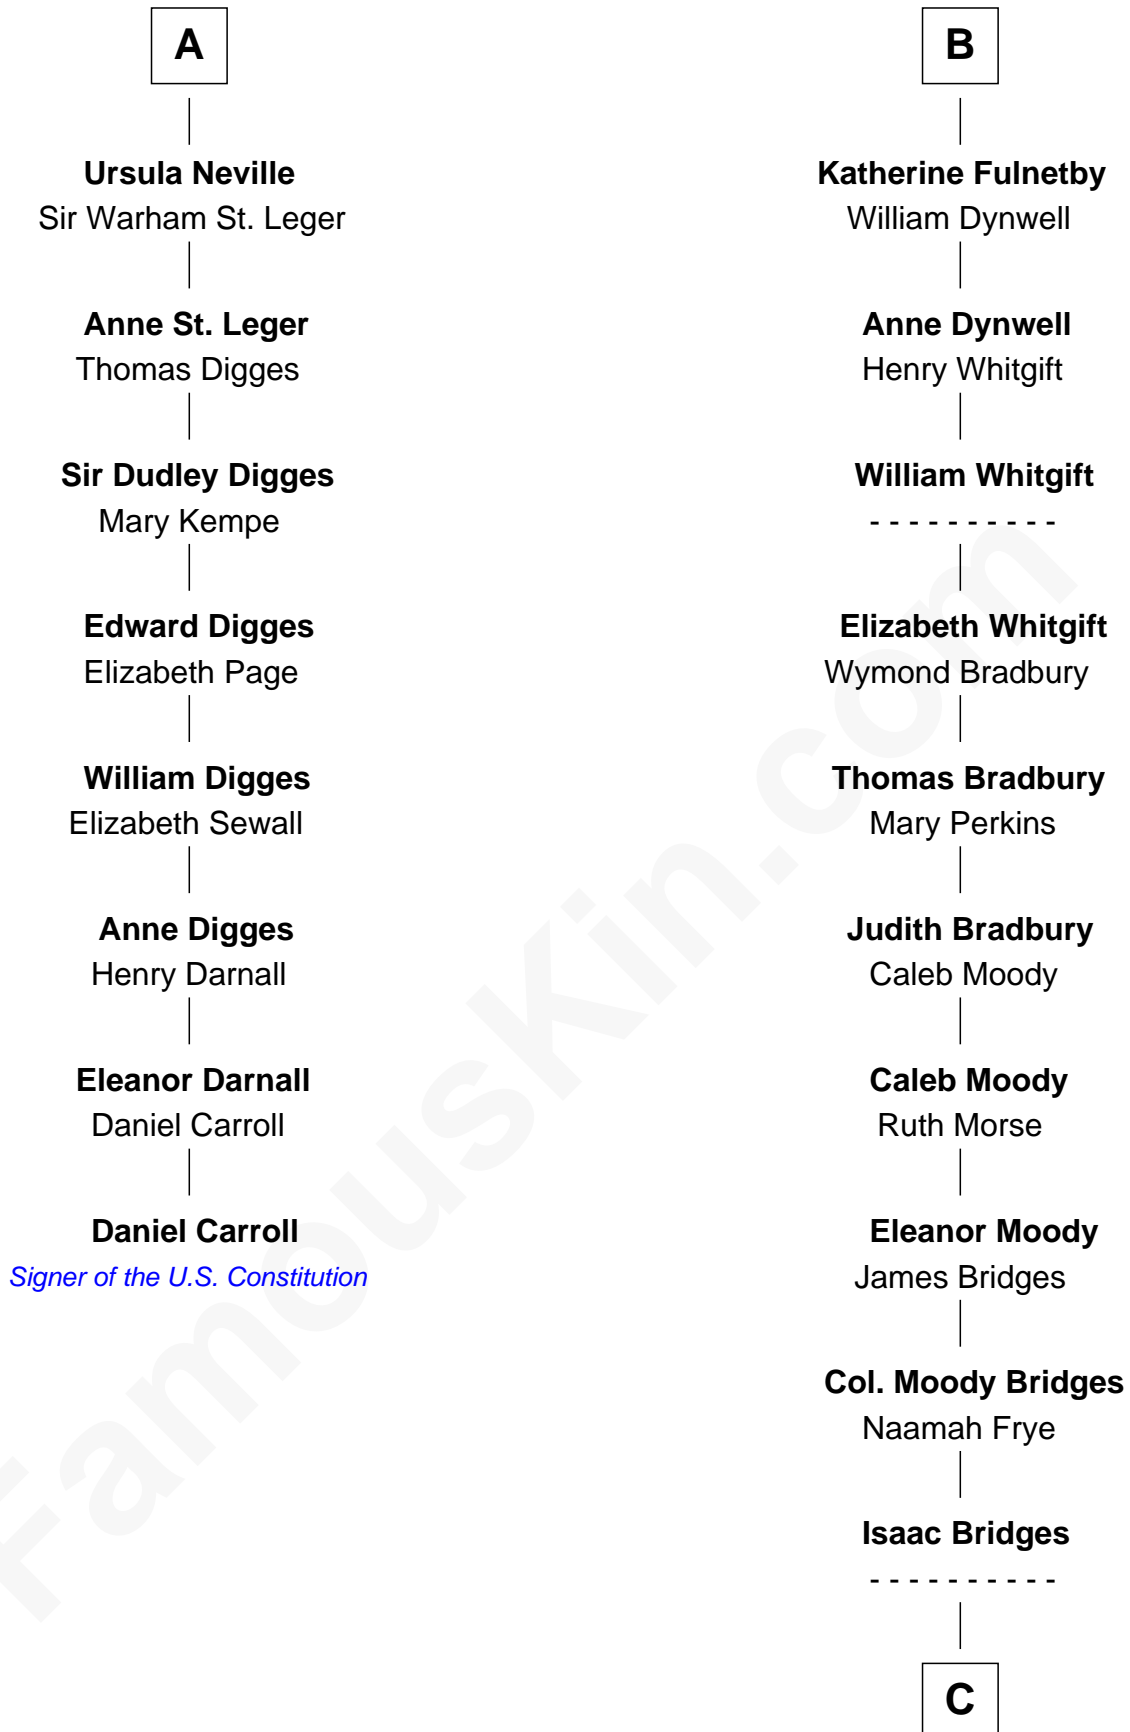 A
Ursula Neville
Sir Warham St. Leger
Anne St. Leger
Thomas Digges
Sir Dudley Digges
Mary Kempe
Edward Digges
Elizabeth Page
William Digges
Elizabeth Sewall
Anne Digges
Henry Darnall
Eleanor Darnall
Daniel Carroll
Daniel Carroll
Signer of the U.S. Constitution
B
Katherine Fulnetby
William Dynwell
Anne Dynwell
Henry Whitgift
William Whitgift
- - - - - - - - - -
Elizabeth Whitgift
Wymond Bradbury
Thomas Bradbury
Mary Perkins
Judith Bradbury
Caleb Moody
Caleb Moody
Ruth Morse
Eleanor Moody
James Bridges
Col. Moody Bridges
Naamah Frye
Isaac Bridges
- - - - - - - - - -
C
FamousKin.com